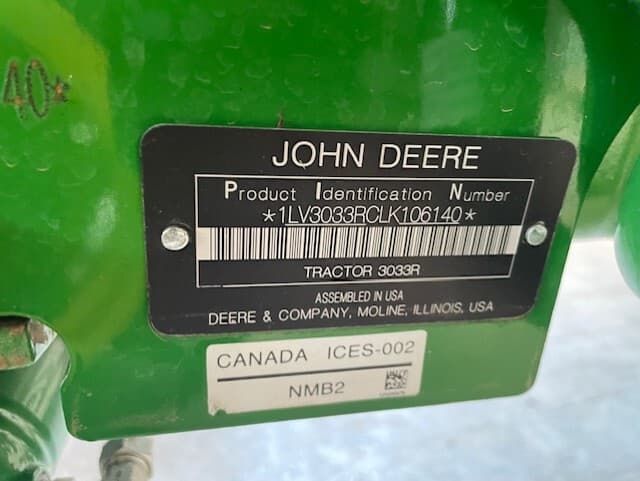 40*
JOHN DEERE
Product Identification Number
*1LV3033RCLK106140*
TRACTOR 3033R
ASSEMBLED IN USA
DEERE & COMPANY, MOLINE, ILLINOIS, USA
CANADA ICES-002
NMB2